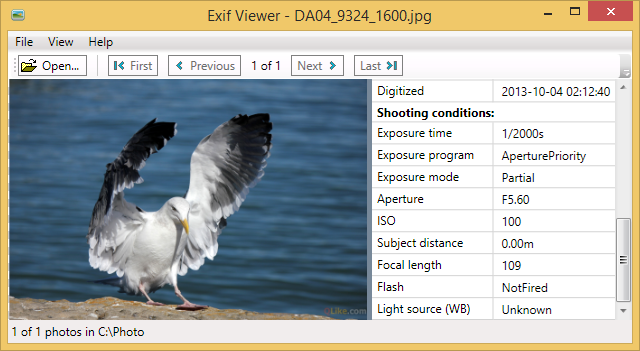 Exif Viewer - DA04_9324_1600.jpg
File View Help
Open... First Previous 1 of 1 Next Last
Digitized 2013-10-04 02:12:40
Shooting conditions:
Exposure time 1/2000s
Exposure program AperturePriority
Exposure mode Partial
Aperture F5.60
ISO 100
Subject distance 0.00m
Focal length 109
Flash NotFired
Light source (WB) Unknown
1 of 1 photos in C:\Photo